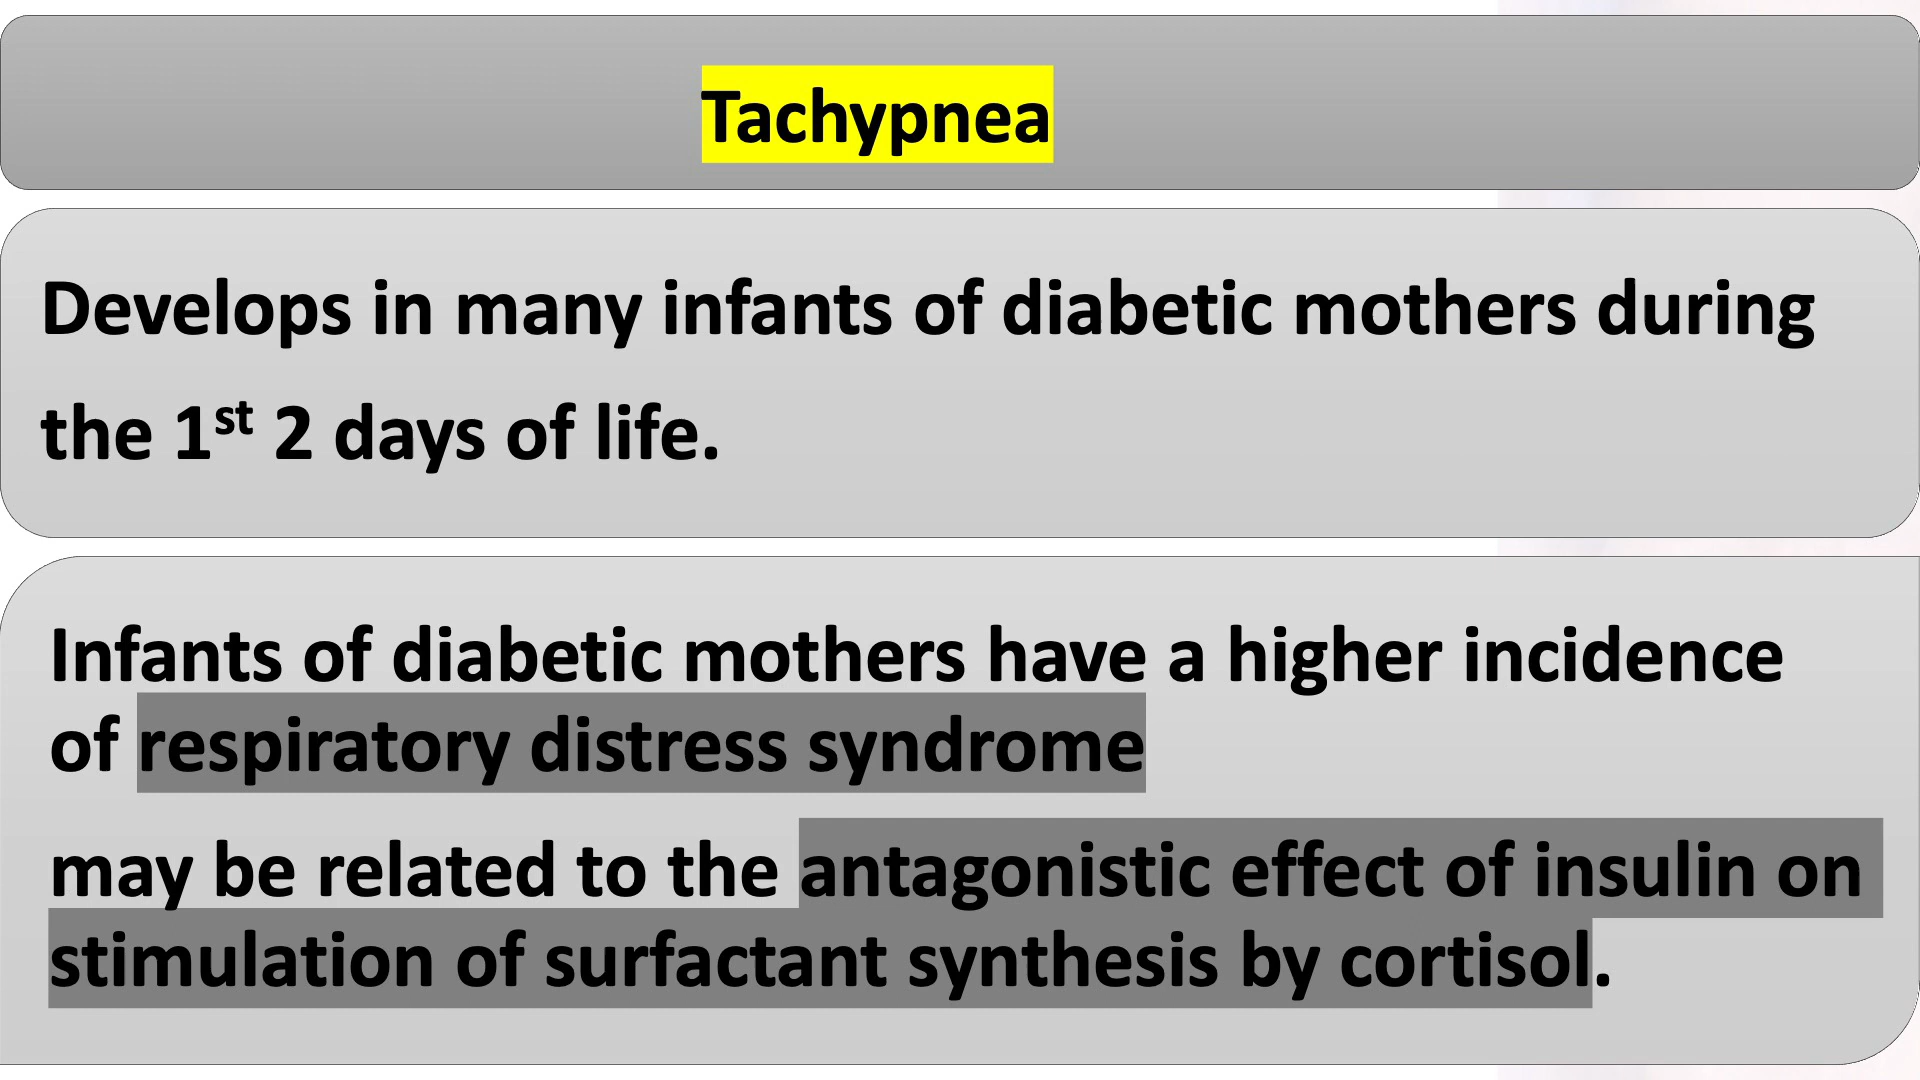 Tachypnea
Develops in many infants of diabetic mothers during
the 1st 2 days of life.
Infants of diabetic mothers have a higher incidence
of respiratory distress syndrome
may be related to the antagonistic effect of insulin on
stimulation of surfactant synthesis by cortisol.